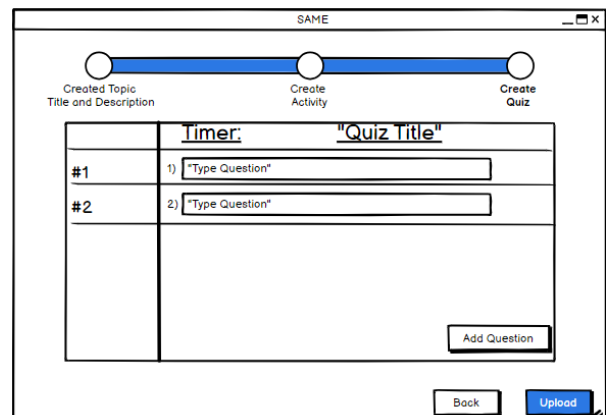 SAME
Created Topic
Title and Description
Create
Activity
Create
Quiz
Timer:
"Quiz Title"
#1
1) "Type Question"
#2
2) "Type Question"
Add Question
Back
Upload